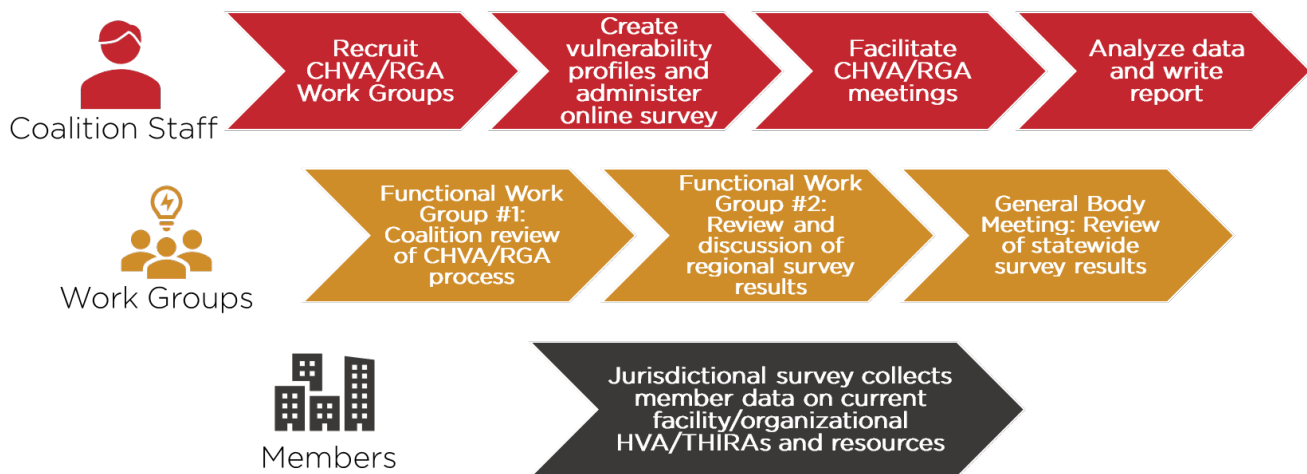 Coalition Staff
Recruit
CHVA/RGA
Work Groups
Create
vulnerability
profiles and
administer
online survey
Facilitate
CHVA/RGA
meetings
Analyze data
and write
report
Work Groups
Functional Work
Group #1:
Coalition review
of CHVA/RGA
process
Functional Work
Group #2:
Review and
discussion of
regional survey
results
General Body
Meeting: Review
of statewide
survey results
Members
Jurisdictional survey collects
member data on current
facility/organizational
HVA/THIRAs and resources